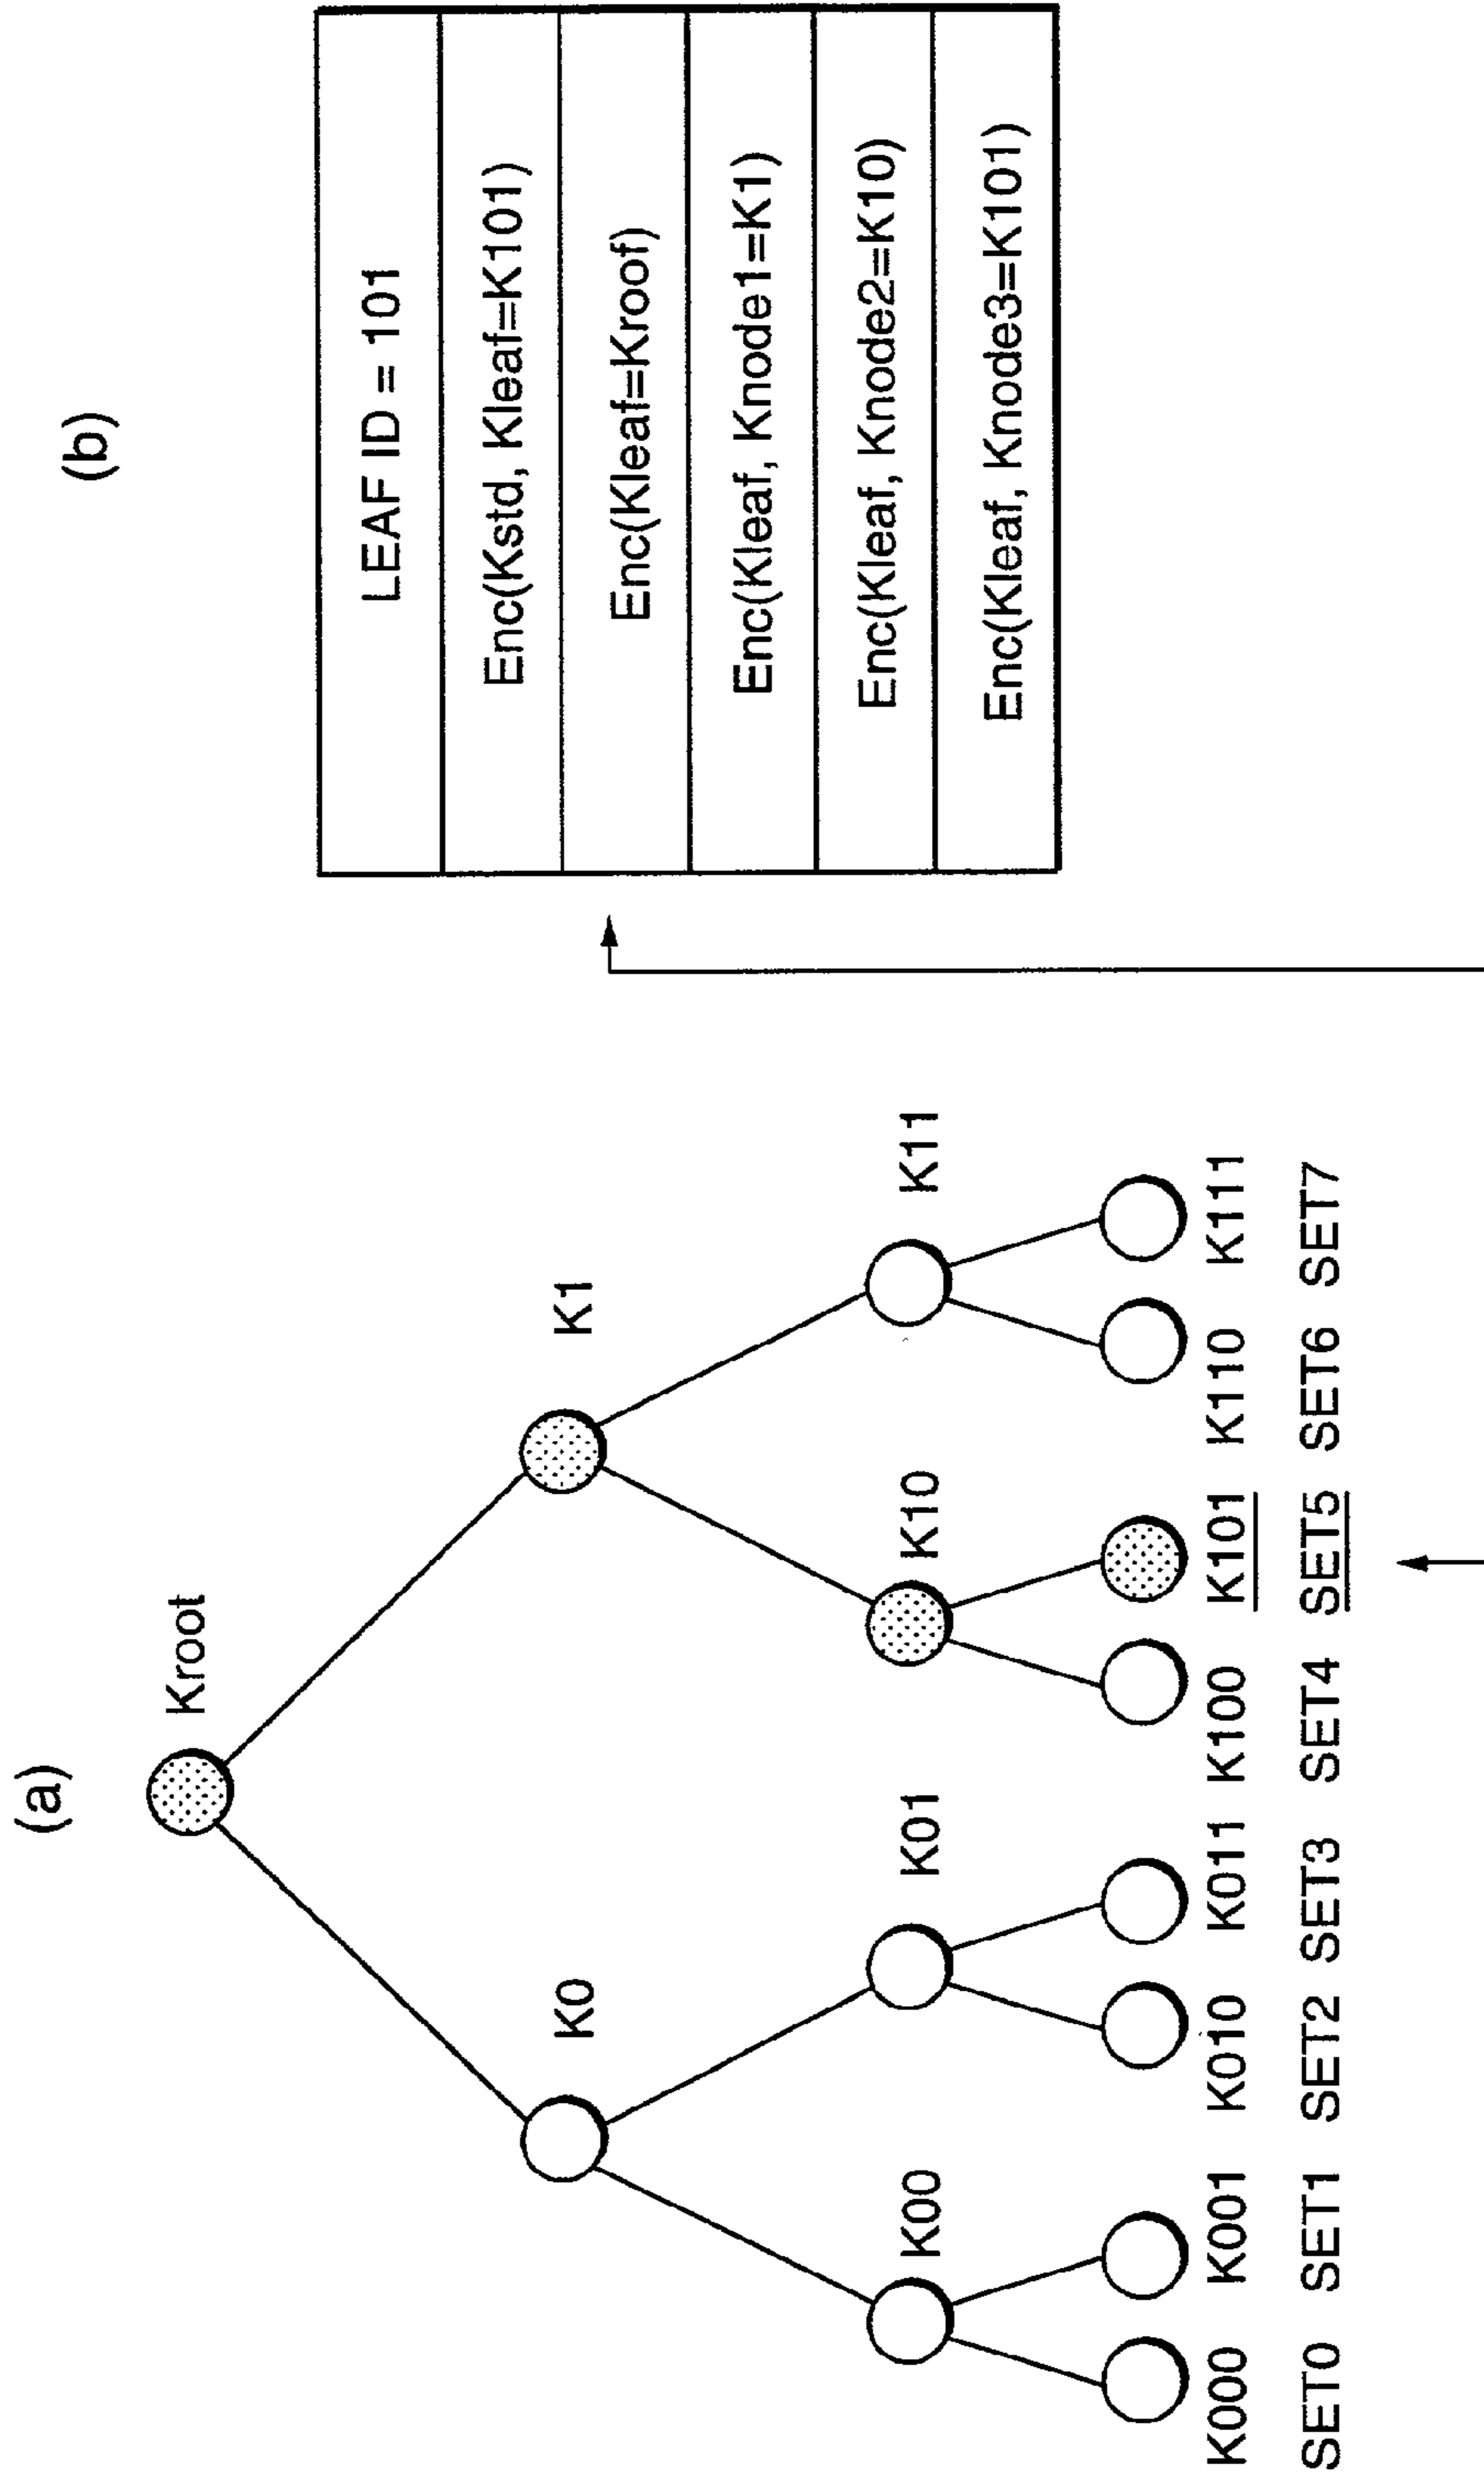 (a)
Kroot
K0
K1
K00
K01
K10
K11
K000 K001 K010 K011 K100 K101 K110 K111
SET0 SET1 SET2 SET3 SET4 SET5 SET6 SET7
(b)
LEAF ID = 101
Enc(Kstd, Kleaf=K101)
Enc(Kleaf=Kroof)
Enc(Kleaf, Knode1=K1)
Enc(Kleaf, Knode2=K10)
Enc(Kleaf, Knode3=K101)